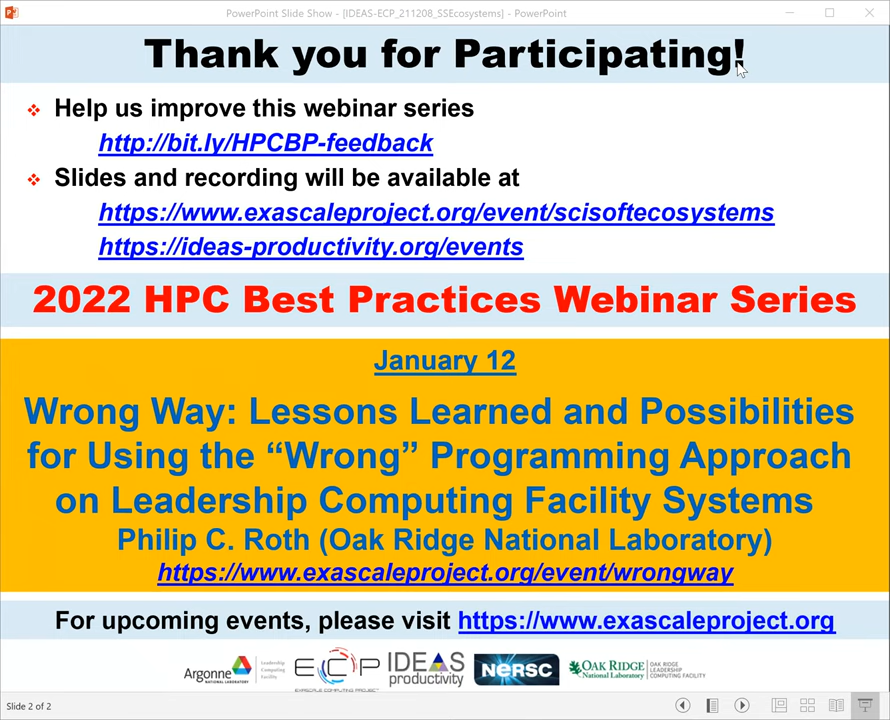 PowerPoint Slide Show - [IDEAS-ECP_211208_SSEcosystems] - PowerPoint
Thank you for Participating!
Help us improve this webinar series
http://bit.ly/HPCBP-feedback
Slides and recording will be available at
https://www.exascaleproject.org/event/scisoftecosystems
https://ideas-productivity.org/events
2022 HPC Best Practices Webinar Series
January 12
Wrong Way: Lessons Learned and Possibilities
for Using the “Wrong” Programming Approach
on Leadership Computing Facility Systems
Philip C. Roth (Oak Ridge National Laboratory)
https://www.exascaleproject.org/event/wrongway
For upcoming events, please visit https://www.exascaleproject.org
Argonne
NATIONAL LABORATORY
Leadership
Computing
Facility
ECP
EXASCALE COMPUTING PROJECT
IDEAS
productivity
NERSC
OAK RIDGE
National Laboratory
OAK RIDGE
LEADERSHIP
COMPUTING FACILITY
Slide 2 of 2